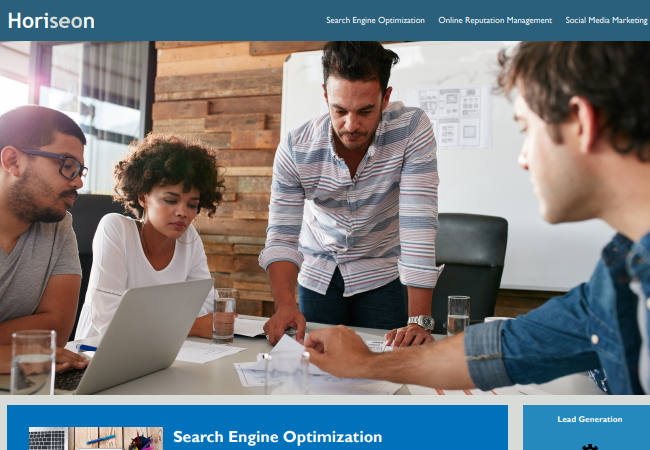 Horiseon
Search Engine Optimization
Online Reputation Management
Social Media Marketing
Search Engine Optimization
Lead Generation